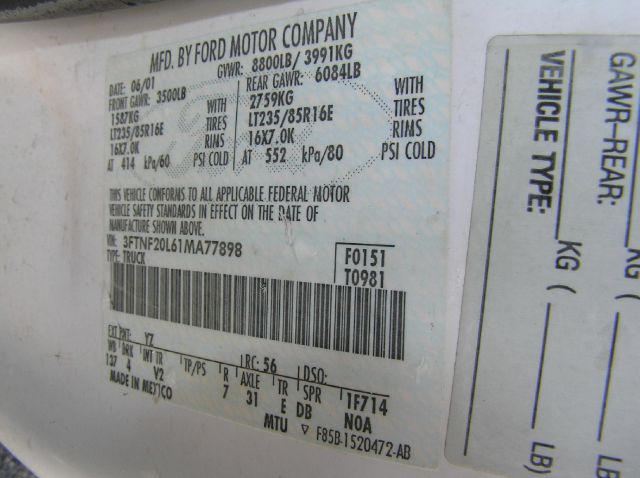 MFD. BY FORD MOTOR COMPANY
DATE: 06/01 GVWR: 8800LB/ 3991KG
FRONT GAWR: 3500LB REAR GAWR: 6084LB
1587KG WITH 2759KG WITH
LT235/85R16E TIRES LT235/85R16E TIRES
16X7.0K RIMS 16X7.0K RIMS
AT 414 kPa/60 PSI COLD AT 552 kPa/80 PSI COLD
THIS VEHICLE CONFORMS TO ALL APPLICABLE FEDERAL MOTOR
VEHICLE SAFETY STANDARDS IN EFFECT ON THE DATE OF
MANUFACTURE SHOWN ABOVE.
VIN: 3FTNF20L61MA77898 F0151
TYPE: TRUCK T0981
EXT PNT: YZ RC: 56 DSO:
WB BRK INT TR TP/PS R AXLE TR SPR 1F714
137 4 V2 7 31 E DB NOA
MADE IN MEXICO MTU ▽ F85B-1520472-AB
GAWR-REAR: KG ( LB)
VEHICLE TYPE: KG ( LB)